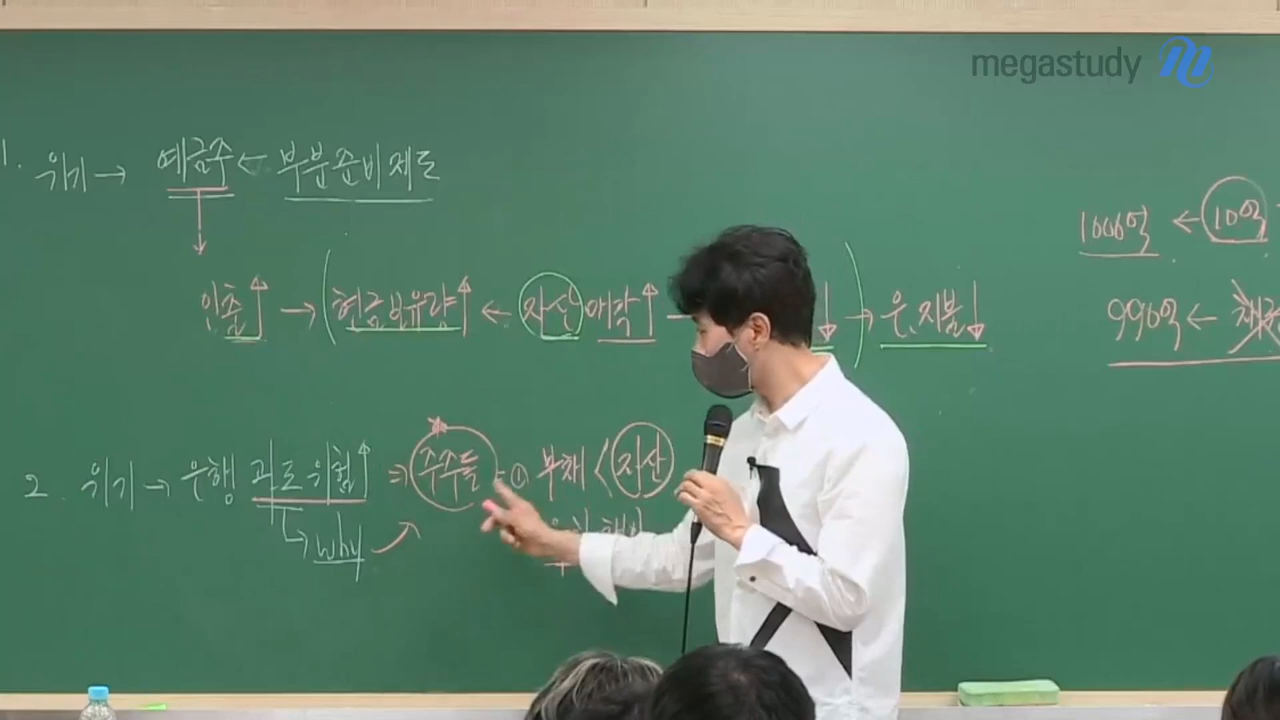 megastudy
1. 위기 → 예금주 ← 부분준비제도
인출↑ → (현금보유량↑ ← 자산매각↑ → ↓) → 은.지불↓
1000억 ← 10억
990억 ←
2. 위기 → 은행 과도위험↑ ⇒ 주주들 - ① 부채 < 자산
why